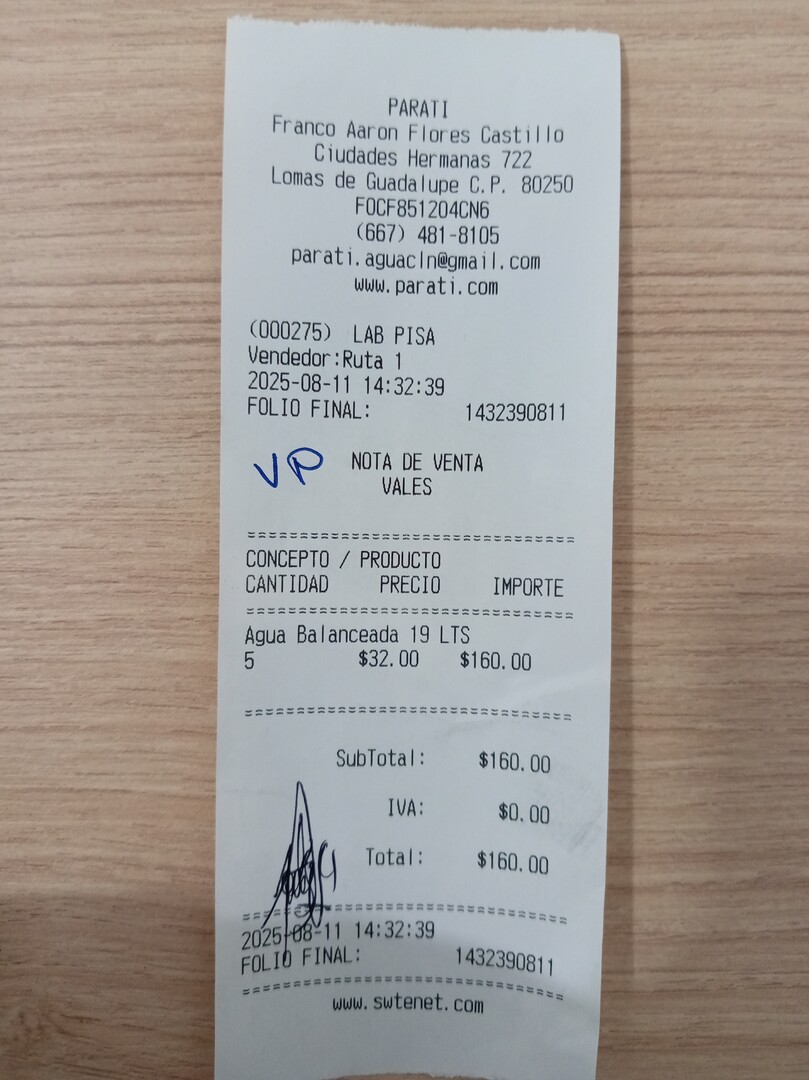 PARATI
Franco Aaron Flores Castillo
Ciudades Hermanas 722
Lomas de Guadalupe C.P. 80250
FOCF851204CN6
(667) 481-8105
parati.aguacln@gmail.com
www.parati.com
(000275) LAB PISA
Vendedor:Ruta 1
2025-08-11 14:32:39
FOLIO FINAL: 1432390811
VP NOTA DE VENTA
VALES
================================
CONCEPTO / PRODUCTO
CANTIDAD PRECIO IMPORTE
================================
Agua Balanceada 19 LTS
5 $32.00 $160.00
================================
SubTotal: $160.00
IVA: $0.00
Total: $160.00
================================
2025-08-11 14:32:39
FOLIO FINAL: 1432390811
================================
www.swtenet.com